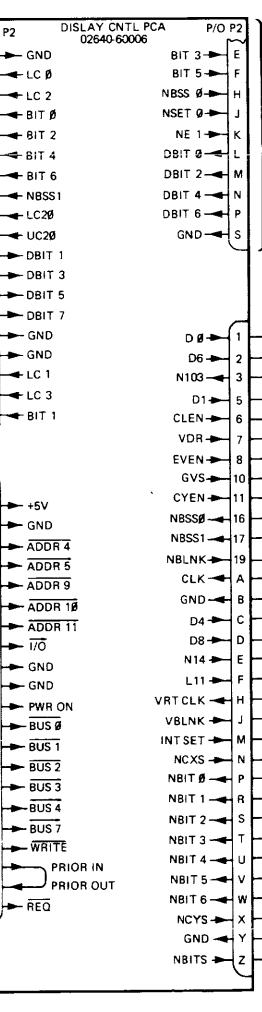 P2 DISLAY CNTL PCA P/O P2
02640-60006
GND
LC Ø
LC 2
BIT Ø
BIT 2
BIT 4
BIT 6
NBSS1
LC2Ø
UC2Ø
DBIT 1
DBIT 3
DBIT 5
DBIT 7
GND
GND
LC 1
LC 3
BIT 1
+5V
GND
ADDR 4
ADDR 5
ADDR 9
ADDR 1Ø
ADDR 11
I/O
GND
GND
PWR ON
BUS Ø
BUS 1
BUS 2
BUS 3
BUS 4
BUS 7
WRITE
PRIOR IN
PRIOR OUT
REQ
BIT 3 E
BIT 5 F
NBSS Ø H
NSET Ø J
NE 1 K
DBIT Ø L
DBIT 2 M
DBIT 4 N
DBIT 6 P
GND S
D Ø 1
D6 2
N103 3
D1 5
CLEN 6
VDR 7
EVEN 8
GVS 10
CYEN 11
NBSSØ 16
NBSS1 17
NBLNK 19
CLK A
GND B
D4 C
D8 D
N14 E
L11 F
VRT CLK H
VBLNK J
INT SET M
NCXS N
NBIT Ø P
NBIT 1 R
NBIT 2 S
NBIT 3 T
NBIT 4 U
NBIT 5 V
NBIT 6 W
NCYS X
GND Y
NBITS Z